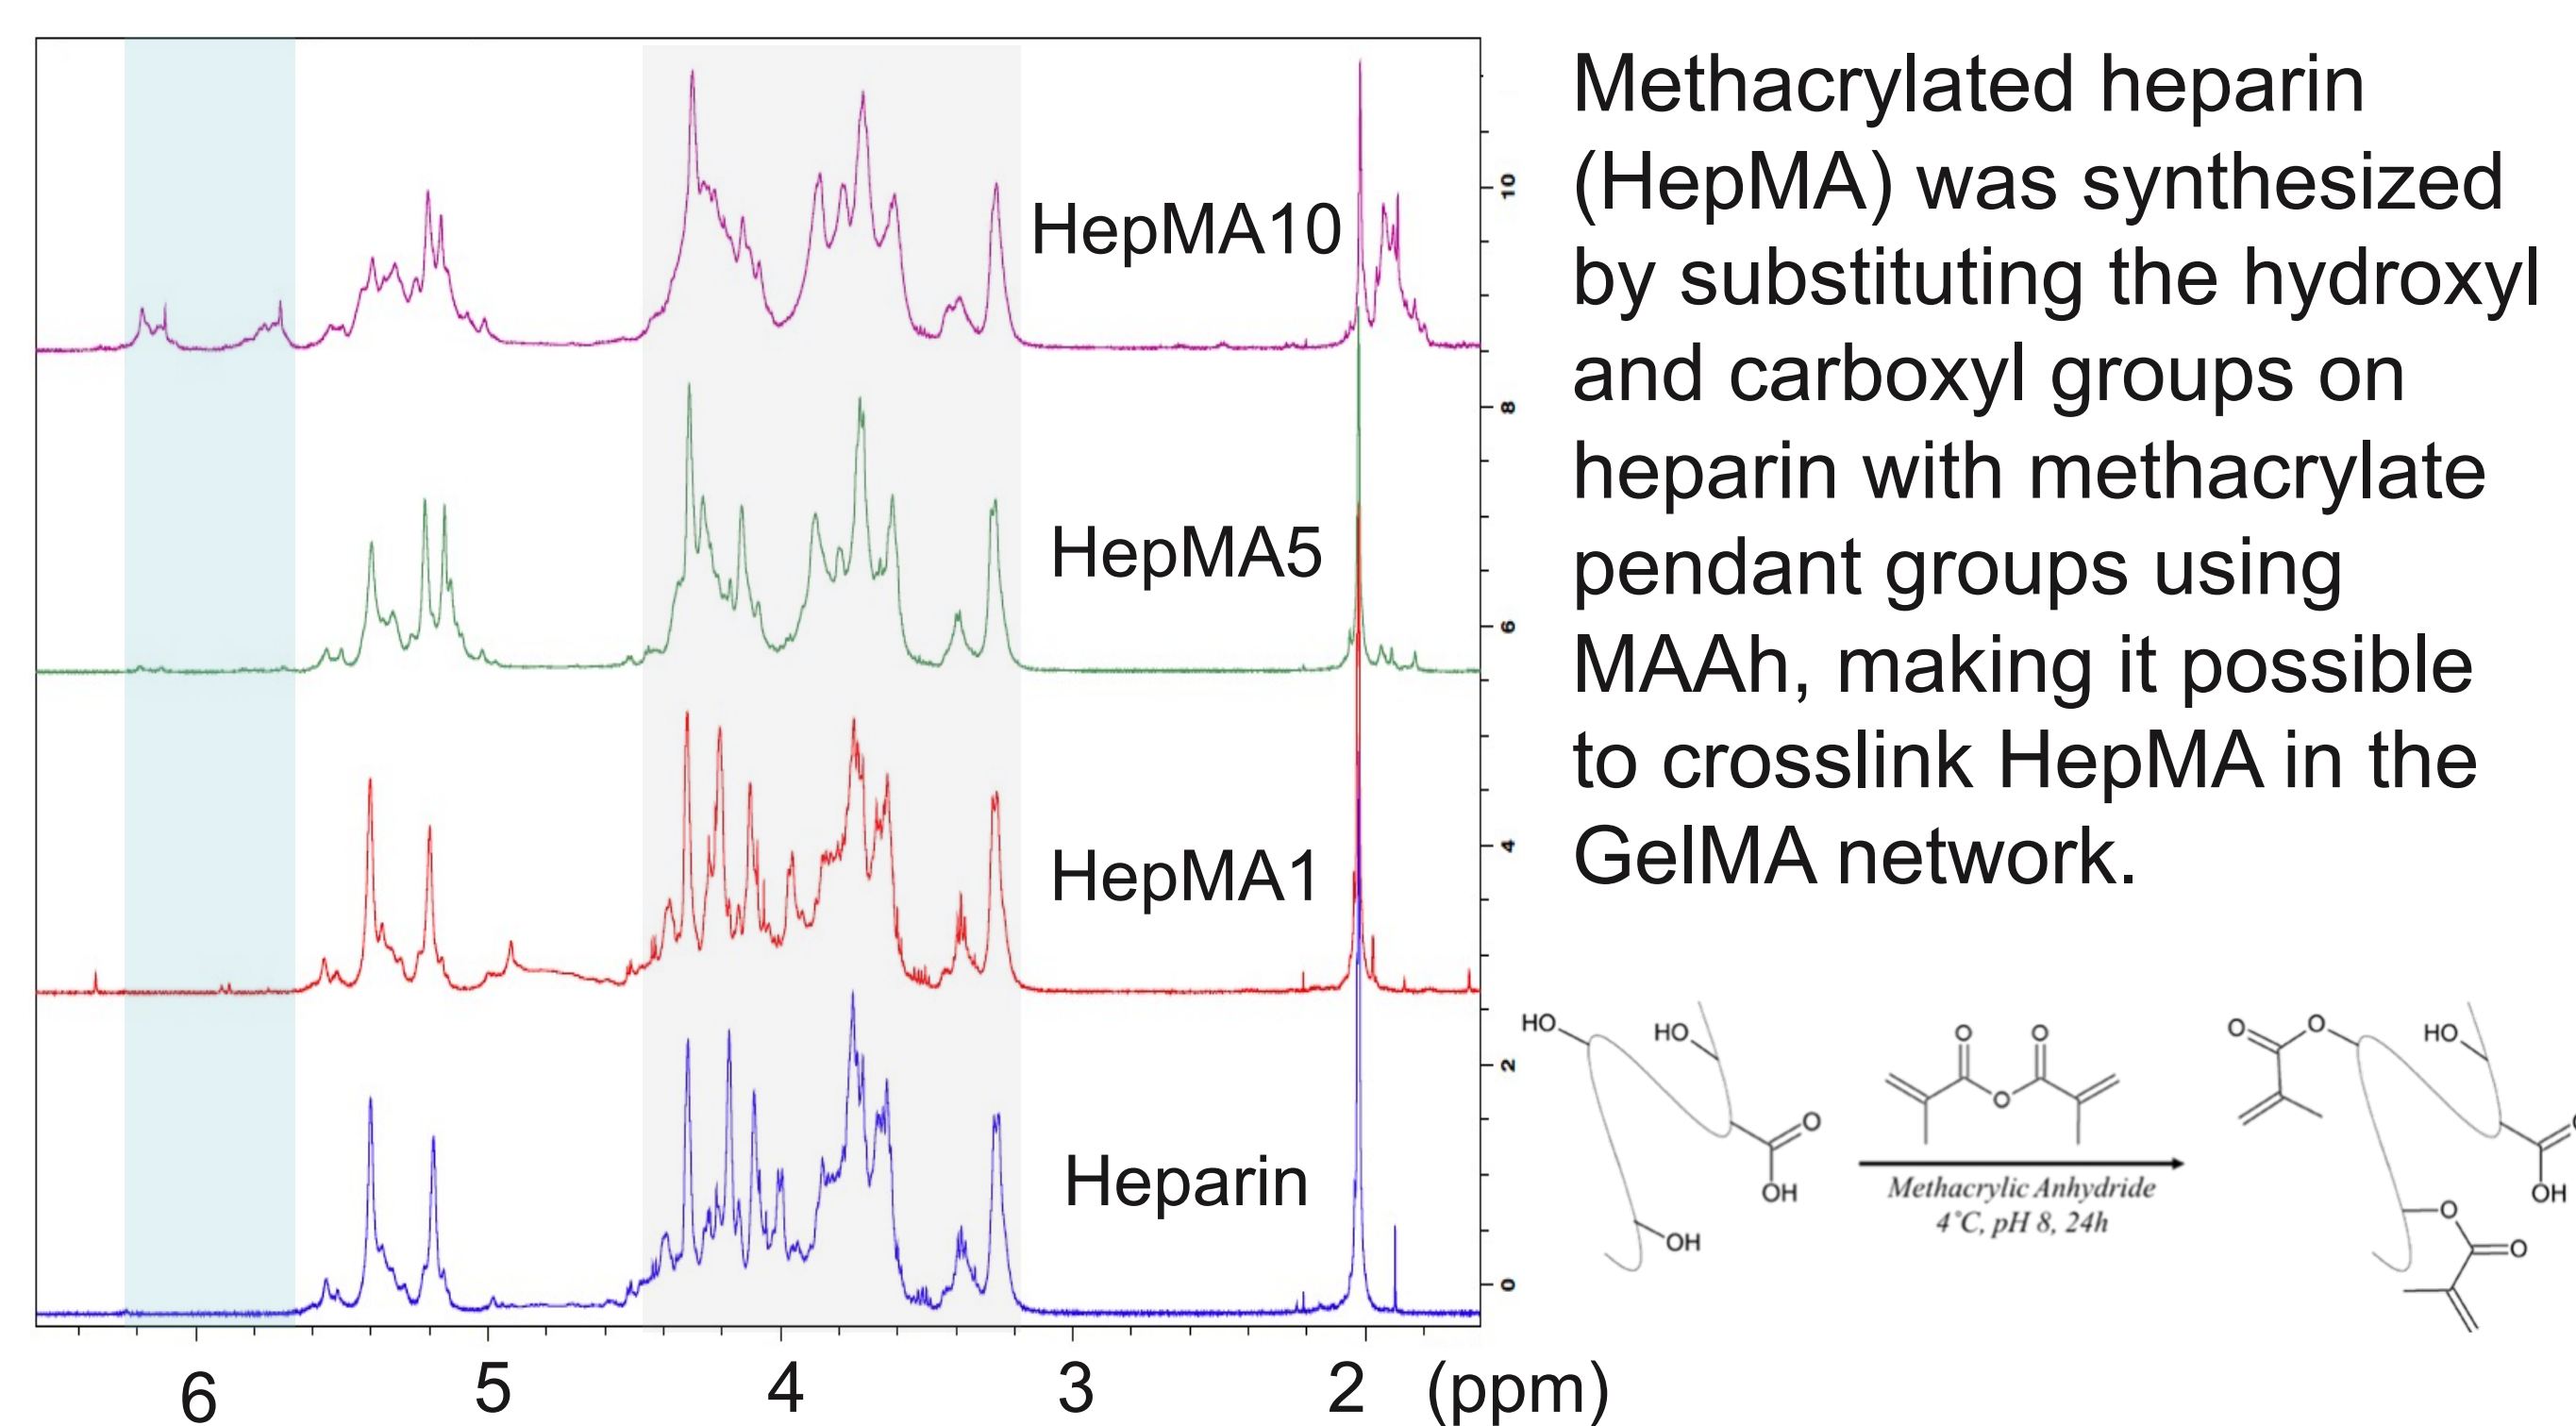 HepMA10
HepMA5
HepMA1
Heparin
10
8
6
4
2
0
6 5 4 3 2 (ppm)
Methacrylated heparin
(HepMA) was synthesized
by substituting the hydroxyl
and carboxyl groups on
heparin with methacrylate
pendant groups using
MAAh, making it possible
to crosslink HepMA in the
GelMA network.
HO
HO
O
OH
OH
O
O
O
Methacrylic Anhydride
4°C, pH 8, 24h
O
O
HO
O
OH
O
O